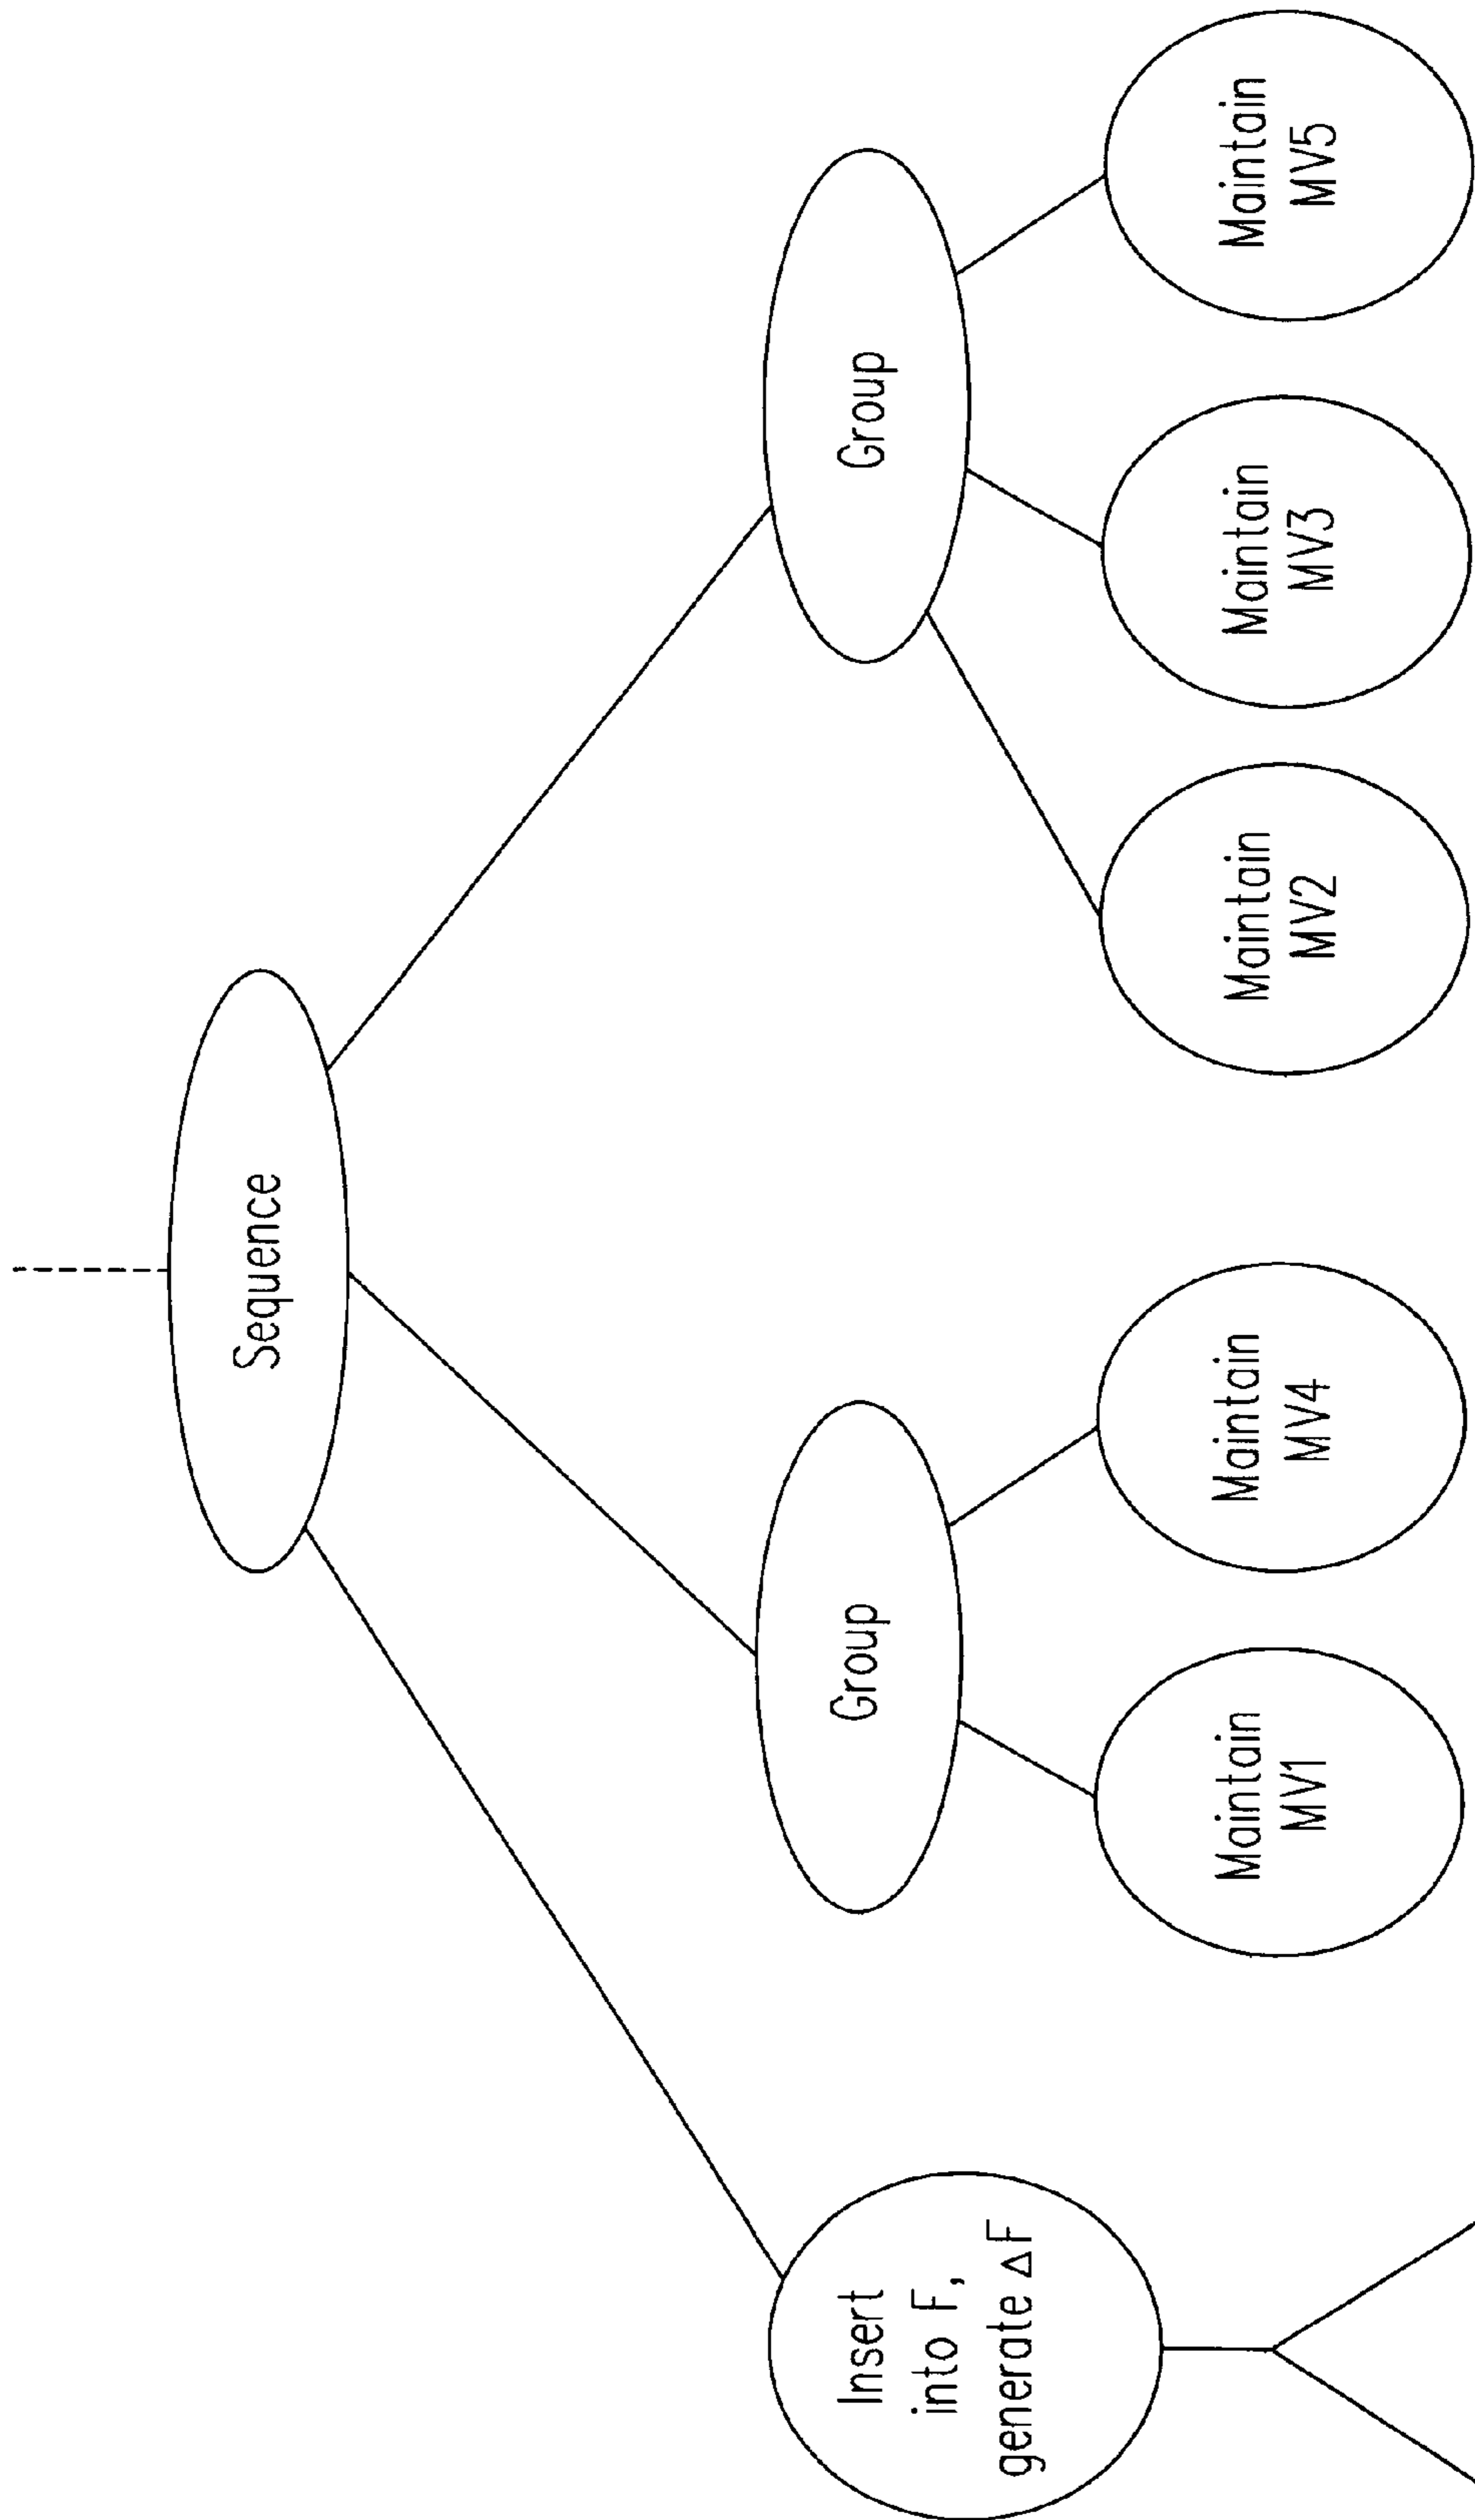 Sequence
Insert
into F,
generate ΔF
Group
Group
Maintain
MV1
Maintain
MV4
Maintain
MV2
Maintain
MV3
Maintain
MV5